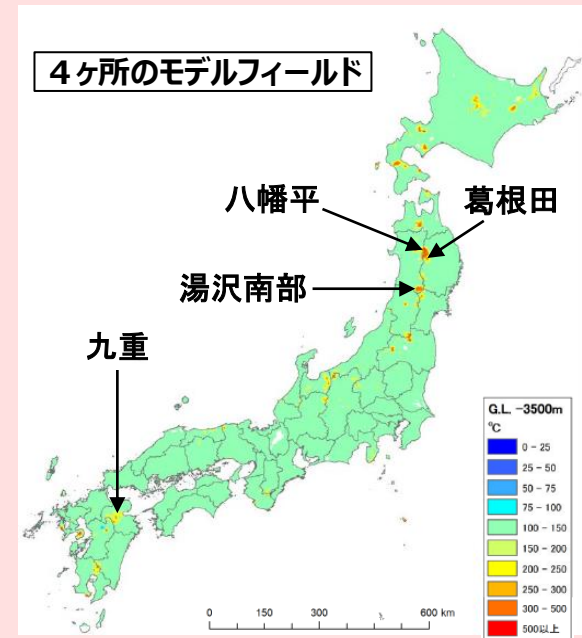 ４ヶ所のモデルフィールド
八幡平
葛根田
湯沢南部
九重
G.L. −3500m
℃
0 − 25
25 − 50
50 − 75
75 − 100
100 − 150
150 − 200
200 − 250
250 − 300
300 − 500
500以上
0 150 300 600 km